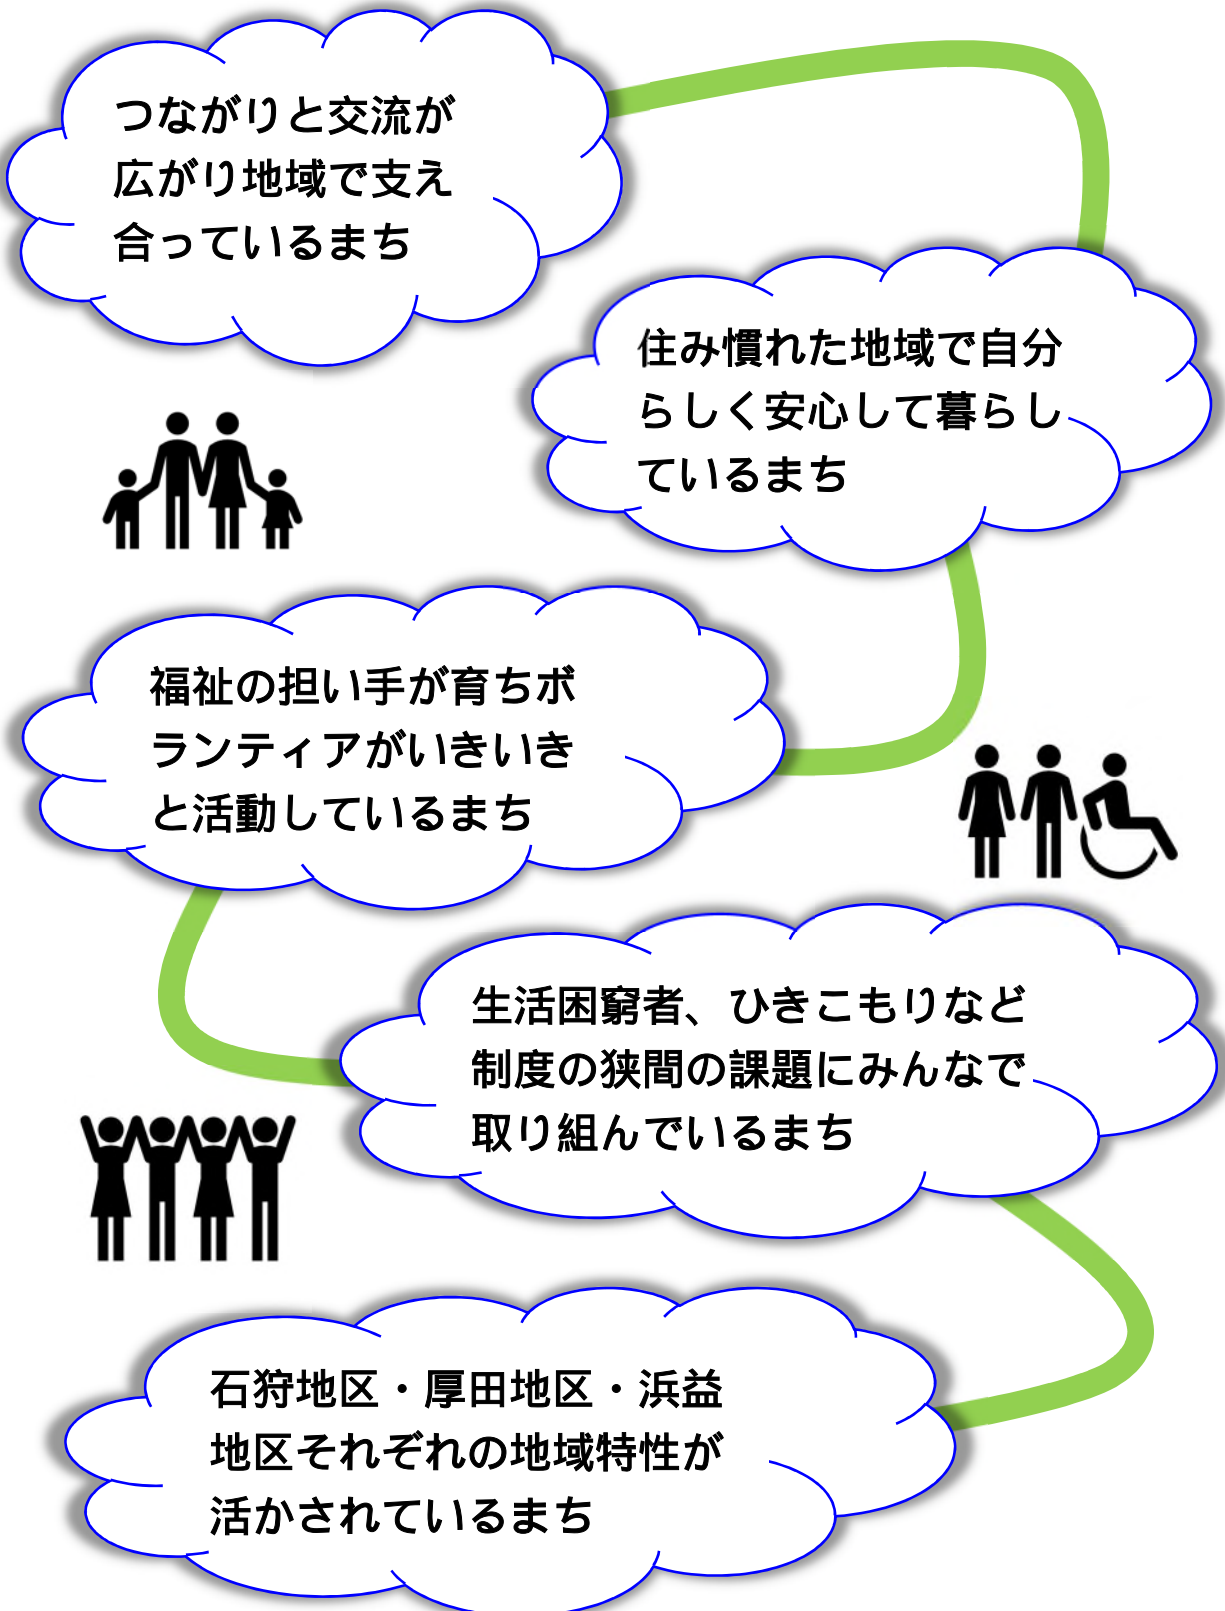 つながりと交流が
広がり地域で支え
合っているまち
住み慣れた地域で自分
らしく安心して暮らし
ているまち
福祉の担い手が育ちボ
ランティアがいきいき
と活動しているまち
生活困窮者、ひきこもりなど
制度の狭間の課題にみんなで
取り組んでいるまち
石狩地区・厚田地区・浜益
地区それぞれの地域特性が
活かされているまち